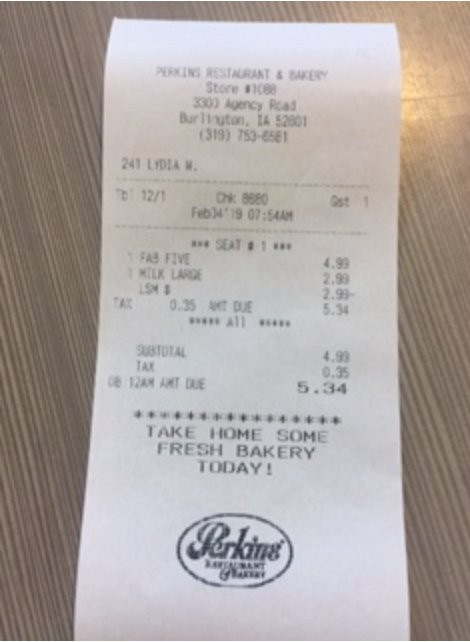 PERKINS RESTAURANT & BAKERY
Store #1088
3303 Agency Road
Burlington, IA 52601
(319) 753-6581
241 LYDIA W.
Tbl 12/1 Chk 8680 Gst 1
Feb04'19 07:54AM
*** SEAT # 1 ***
1 FAB FIVE 4.99
1 MILK LARGE 2.99
LSM $ 2.99-
TAX 0.35 AMT DUE 5.34
***** All *****
SUBTOTAL 4.99
TAX 0.35
08:12AM AMT DUE 5.34
****************
TAKE HOME SOME
FRESH BAKERY
TODAY!
Perkins
RESTAURANT
& BAKERY